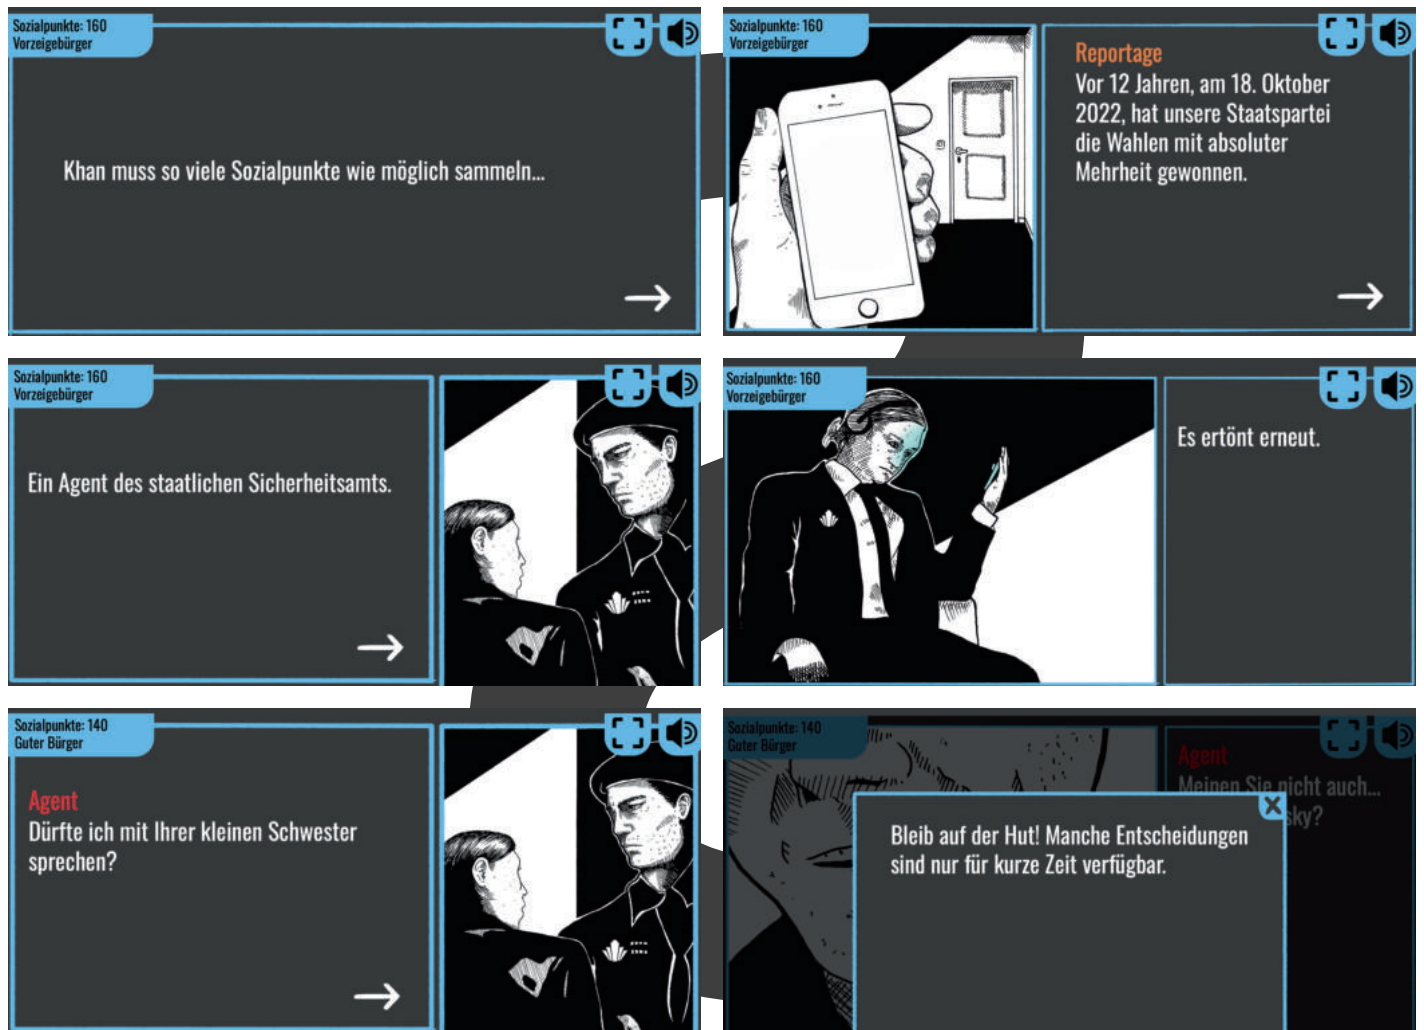 Sozialpunkte: 160
Vorzeigebürger
Khan muss so viele Sozialpunkte wie möglich sammeln...
Sozialpunkte: 160
Vorzeigebürger
Reportage
Vor 12 Jahren, am 18. Oktober
2022, hat unsere Staatspartei
die Wahlen mit absoluter
Mehrheit gewonnen.
Sozialpunkte: 160
Vorzeigebürger
Ein Agent des staatlichen Sicherheitsamts.
Sozialpunkte: 160
Vorzeigebürger
Es ertönt erneut.
Sozialpunkte: 140
Guter Bürger
Agent
Dürfte ich mit Ihrer kleinen Schwester
sprechen?
Sozialpunkte: 140
Guter Bürger
Agent
Meinen Sie nicht auch...
sky?
Bleib auf der Hut! Manche Entscheidungen
sind nur für kurze Zeit verfügbar.